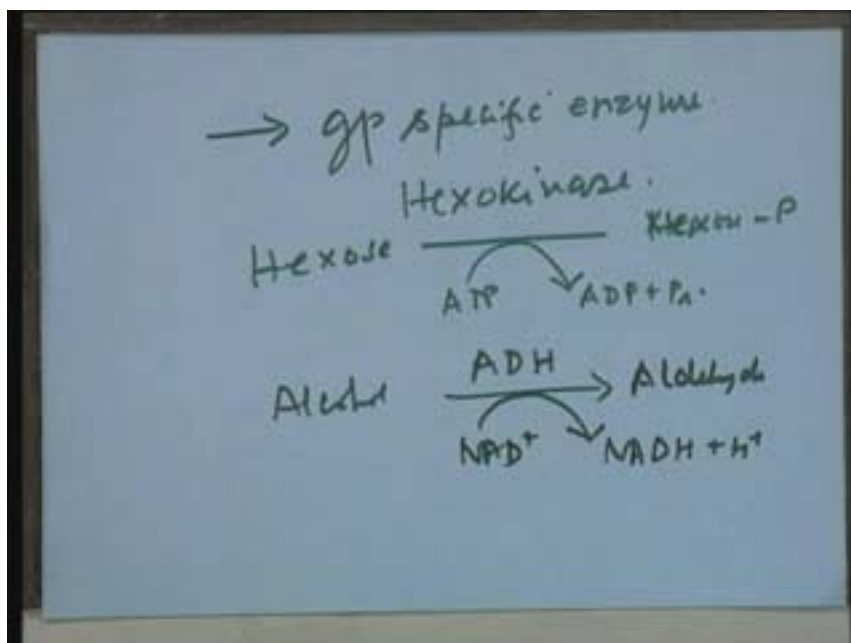 → gp specific enzyme.
Hexokinase.
Hexose Hexose-P
ATP ADP + Pi.
ADH
Alcohol Aldehyde
NAD+ NADH + H+